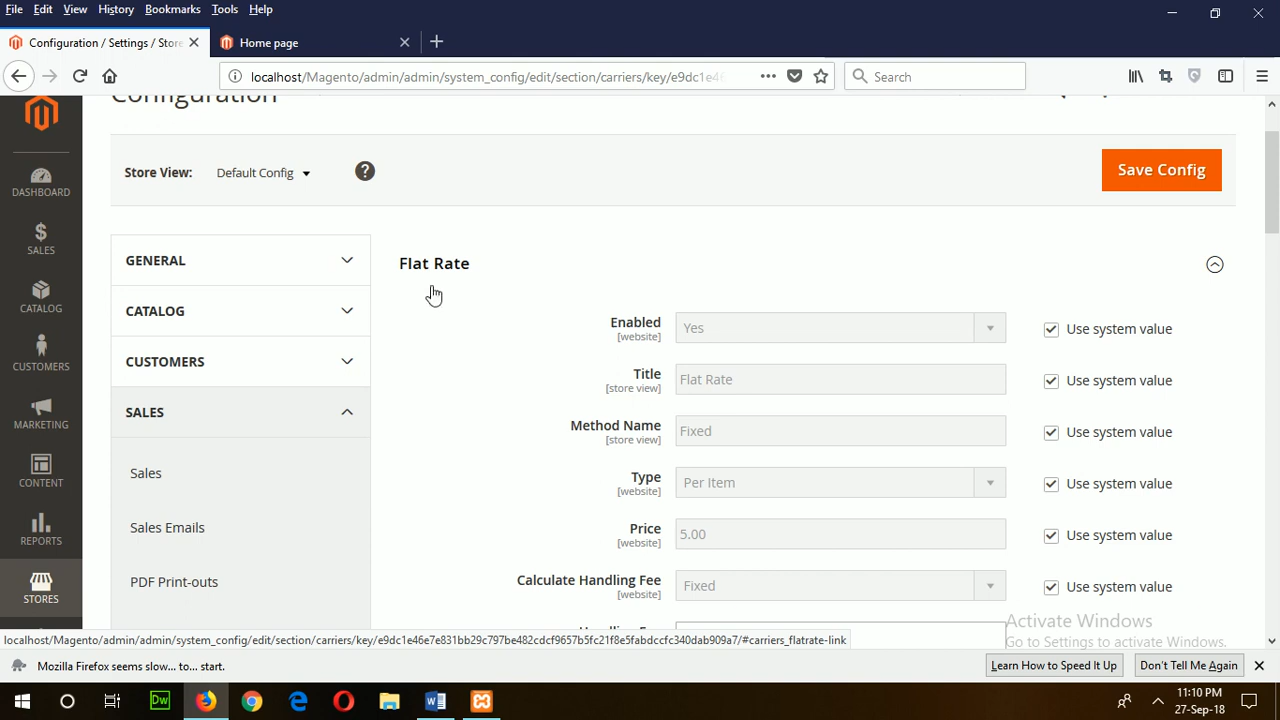 File Edit View History Bookmarks Tools Help
Configuration / Settings / Store
Home page
localhost/Magento/admin/admin/system_config/edit/section/carriers/key/e9dc1e46
Search
Configuration
Store View: Default Config
Save Config
DASHBOARD
SALES
CATALOG
CUSTOMERS
MARKETING
CONTENT
REPORTS
STORES
GENERAL
CATALOG
CUSTOMERS
SALES
Sales
Sales Emails
PDF Print-outs
Flat Rate
Enabled Yes Use system value
[website]
Title Flat Rate Use system value
[store view]
Method Name Fixed Use system value
[store view]
Type Per Item Use system value
[website]
Price 5.00 Use system value
[website]
Calculate Handling Fee Fixed Use system value
[website]
Activate Windows
Go to Settings to activate Windows.
localhost/Magento/admin/admin/system_config/edit/section/carriers/key/e9dc1e46e7e831bb29c797be482cdcf9657b5fc21f8e5fabdccfc340dab909a7/#carriers_flatrate-link
Mozilla Firefox seems slow... to... start.
Learn How to Speed It Up
Don't Tell Me Again
Dw
11:10 PM
27-Sep-18